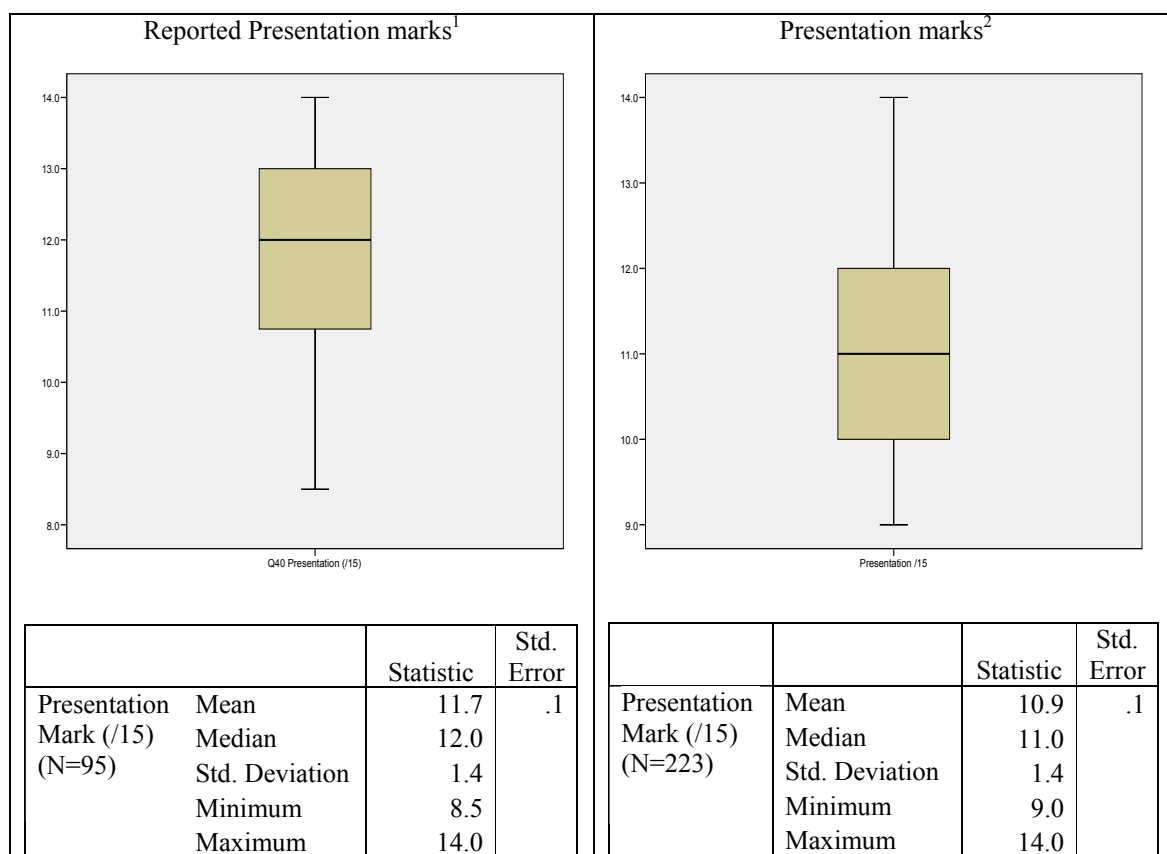 Reported Presentation marks1
14.0
13.0
12.0
11.0
10.0
9.0
8.0
Q40 Presentation (/15)
Statistic Std. Error
Presentation Mark (/15) (N=95) Mean 11.7 .1
Median 12.0
Std. Deviation 1.4
Minimum 8.5
Maximum 14.0
Presentation marks2
14.0
13.0
12.0
11.0
10.0
9.0
Presentation /15
Statistic Std. Error
Presentation Mark (/15) (N=223) Mean 10.9 .1
Median 11.0
Std. Deviation 1.4
Minimum 9.0
Maximum 14.0